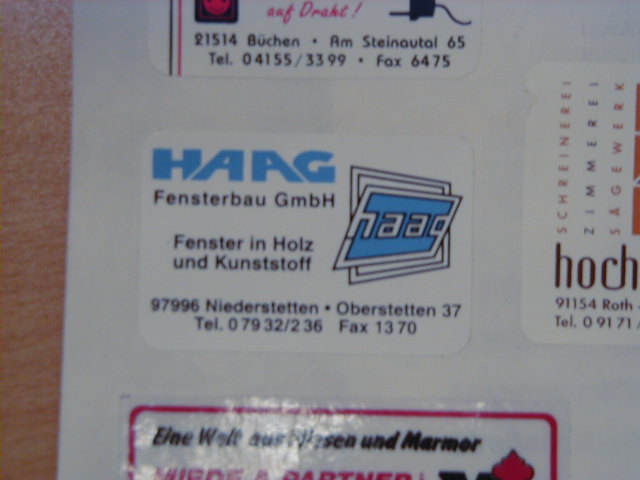 auf Draht!
21514 Büchen • Am Steinautal 65
Tel. 04155/3399 • Fax 6475
HAAG
Fensterbau GmbH
haag
Fenster in Holz
und Kunststoff
97996 Niederstetten • Oberstetten 37
Tel. 07932/236 Fax 1370
SCHREINEREI
ZIMMEREI
SÄGEWERK
hoch
91154 Roth
Tel. 09171/
Eine Welt aus Fliesen und Marmor